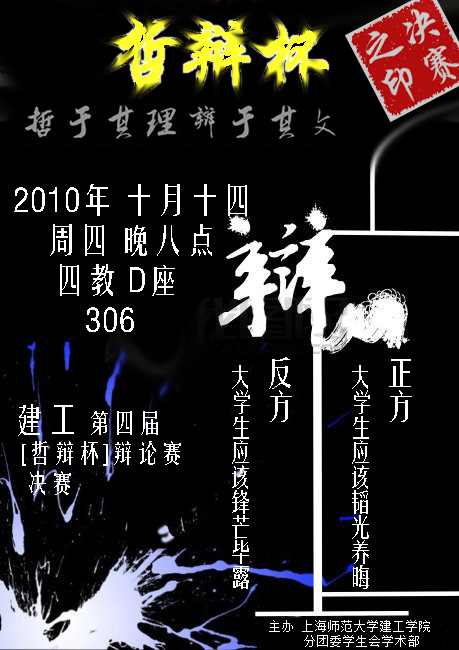 哲辩杯
决赛
之印
哲于其理辩于其文
2010年 十月十四
周四 晚八点
四教 D座
306
辩
正方
大学生应该韬光养晦
反方
大学生应该锋芒毕露
建工 第四届
[哲辩杯]辩论赛
决赛
主办 上海师范大学建工学院
分团委学生会学术部